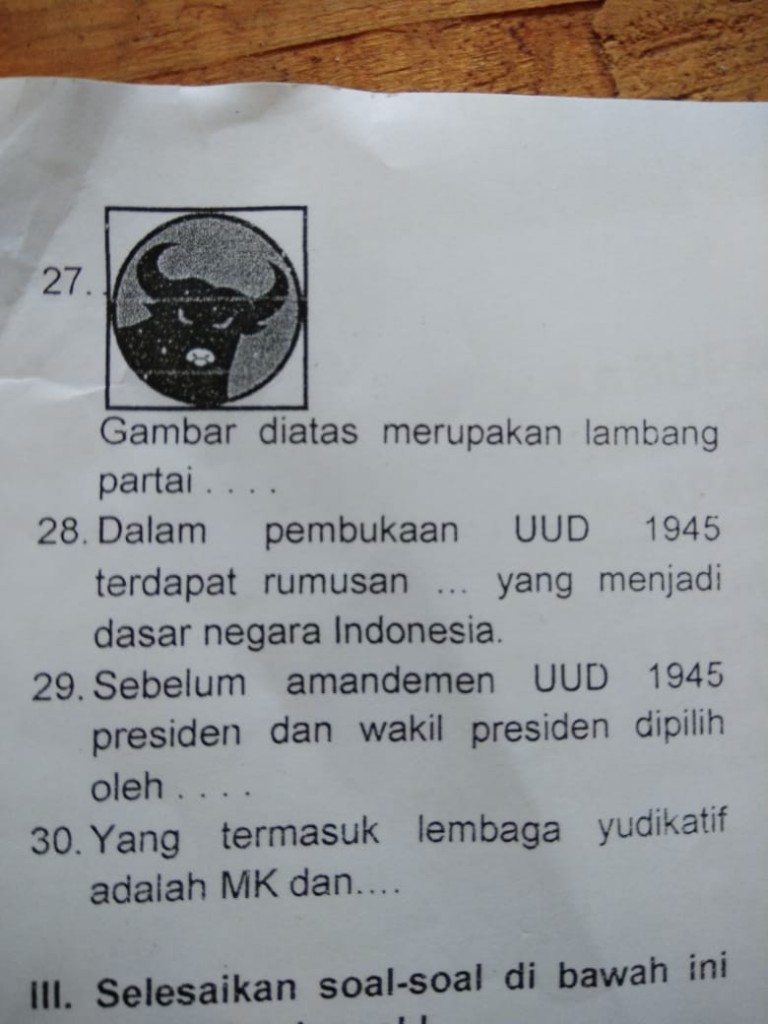 27.
Gambar diatas merupakan lambang
partai . . . .
28. Dalam pembukaan UUD 1945
terdapat rumusan ... yang menjadi
dasar negara Indonesia.
29. Sebelum amandemen UUD 1945
presiden dan wakil presiden dipilih
oleh . . . .
30. Yang termasuk lembaga yudikatif
adalah MK dan....
III. Selesaikan soal-soal di bawah ini